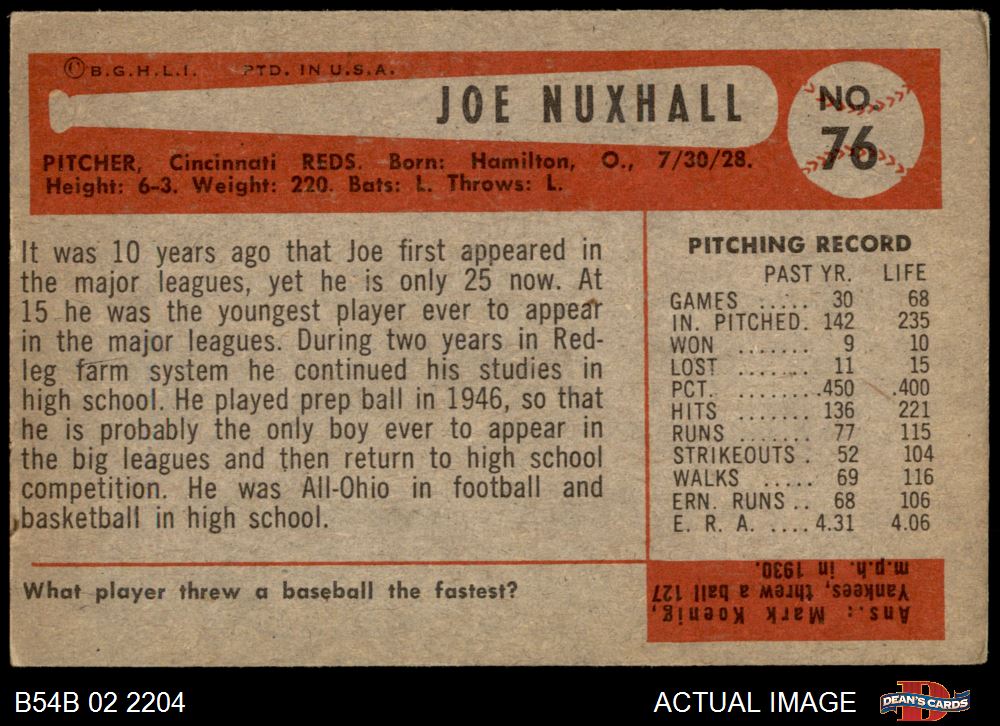 ©B.G.H.L.I. PTD. IN U.S.A.
JOE NUXHALL
NO.
76
PITCHER, Cincinnati REDS. Born: Hamilton, O., 7/30/28.
Height: 6-3. Weight: 220. Bats: L. Throws: L.
It was 10 years ago that Joe first appeared in
the major leagues, yet he is only 25 now. At
15 he was the youngest player ever to appear
in the major leagues. During two years in Red-
leg farm system he continued his studies in
high school. He played prep ball in 1946, so that
he is probably the only boy ever to appear in
the big leagues and then return to high school
competition. He was All-Ohio in football and
basketball in high school.
What player threw a baseball the fastest?
PITCHING RECORD
PAST YR. LIFE
GAMES ..... 30 68
IN. PITCHED. 142 235
WON ....... 9 10
LOST ....... 11 15
PCT. ........450 .400
HITS ....... 136 221
RUNS ....... 77 115
STRIKEOUTS . 52 104
WALKS ..... 69 116
ERN. RUNS .. 68 106
E. R. A. .... 4.31 4.06
Ans.: Mark Koenig,
Yankees, threw a ball 127
m.p.h. in 1930.
B54B 02 2204
ACTUAL IMAGE
DEAN'S CARDS